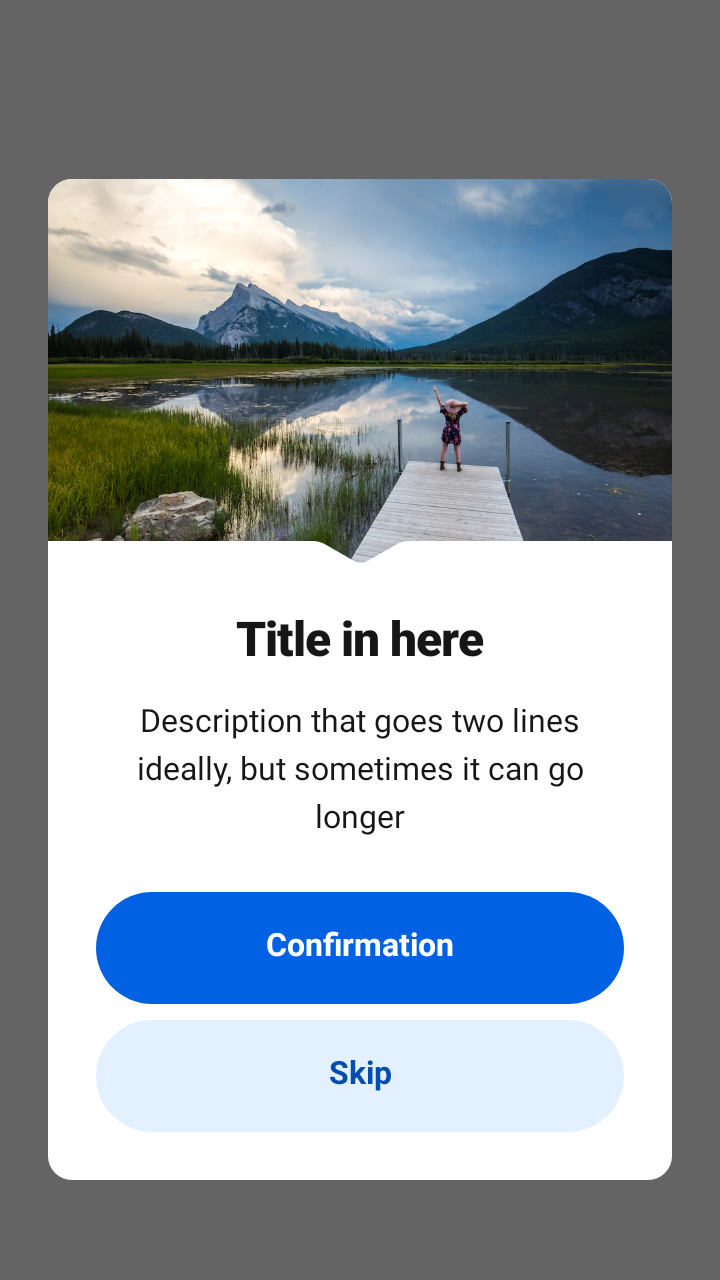 Title in here
Description that goes two lines
ideally, but sometimes it can go
longer
Confirmation
Skip